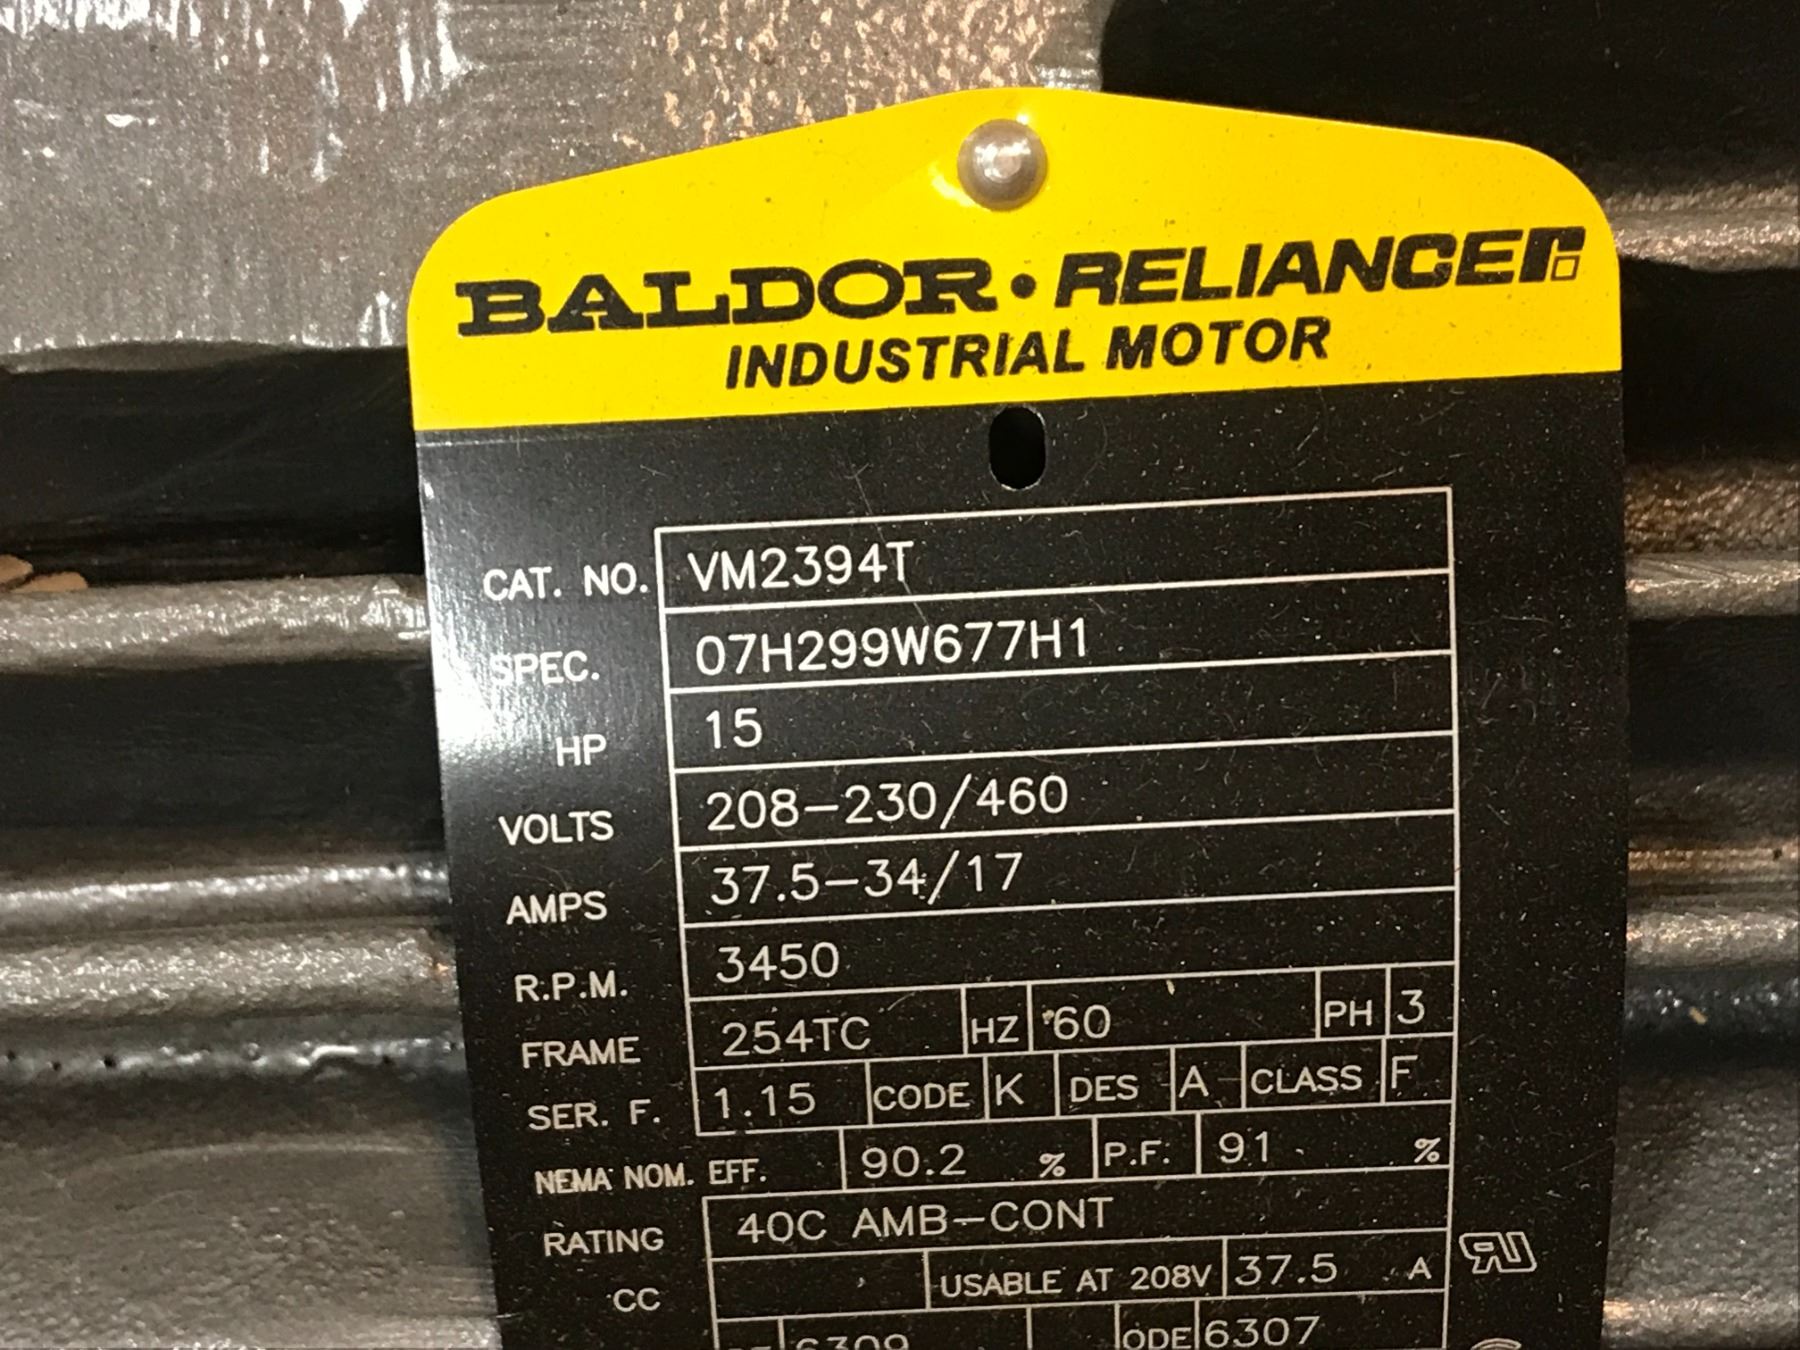 BALDOR • RELIANCE
INDUSTRIAL MOTOR
CAT. NO. VM2394T
SPEC. 07H299W677H1
HP 15
VOLTS 208-230/460
AMPS 37.5-34/17
R.P.M. 3450
FRAME 254TC HZ 60 PH 3
SER. F. 1.15 CODE K DES A CLASS F
NEMA NOM. EFF. 90.2 % P.F. 91 %
RATING 40C AMB-CONT
CC USABLE AT 208V 37.5 A
6309 ODE 6307